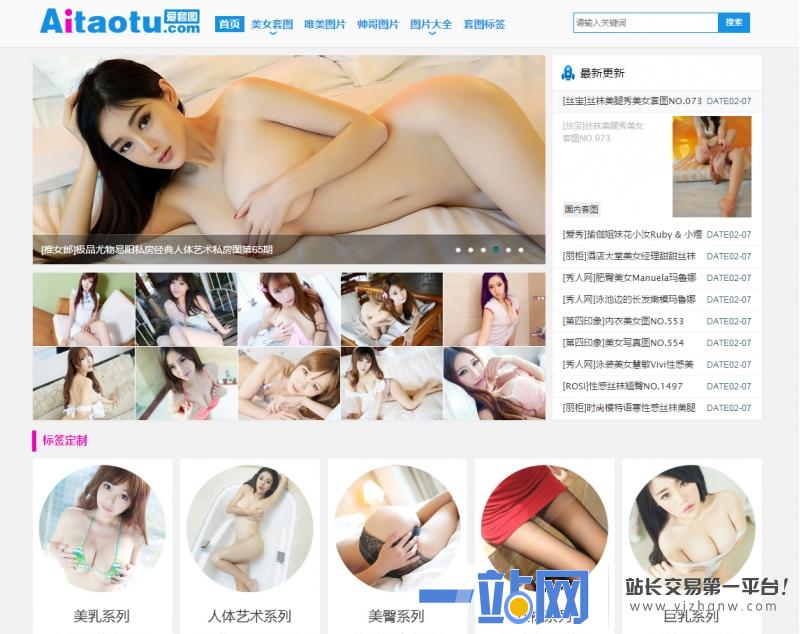 Aitaotu爱套图.com
首页 美女套图 唯美图片 帅哥图片 图片大全 套图标签
请输入关键词 搜索
[推女郎]极品尤物易阳私房经典人体艺术私房图第65期
最新更新
[丝宝]丝袜美腿秀美女套图NO.073 DATE02-07
[丝宝]丝袜美腿秀美女
套图NO.073
国内套图
[爱秀]瑜伽姐妹花小汝Ruby & 小煜 DATE02-07
[丽柜]酒店大堂美女经理甜甜丝袜 DATE02-07
[秀人网]肥臀美女Manuela玛鲁娜 DATE02-07
[秀人网]泳池边的长发嫩模玛鲁娜 DATE02-07
[第四印象]内衣美女图NO.553 DATE02-07
[第四印象]美女写真图NO.554 DATE02-07
[秀人网]泳装美女慧敏Vivi性感美 DATE02-07
[ROSI]性感丝袜翘臀NO.1497 DATE02-07
[丽柜]时尚模特语寒性感丝袜美腿 DATE02-07
标签定制
美乳系列 人体艺术系列 美臀系列 系列 巨乳系列
一站网
站长交易第一平台!
www.yizhanw.com